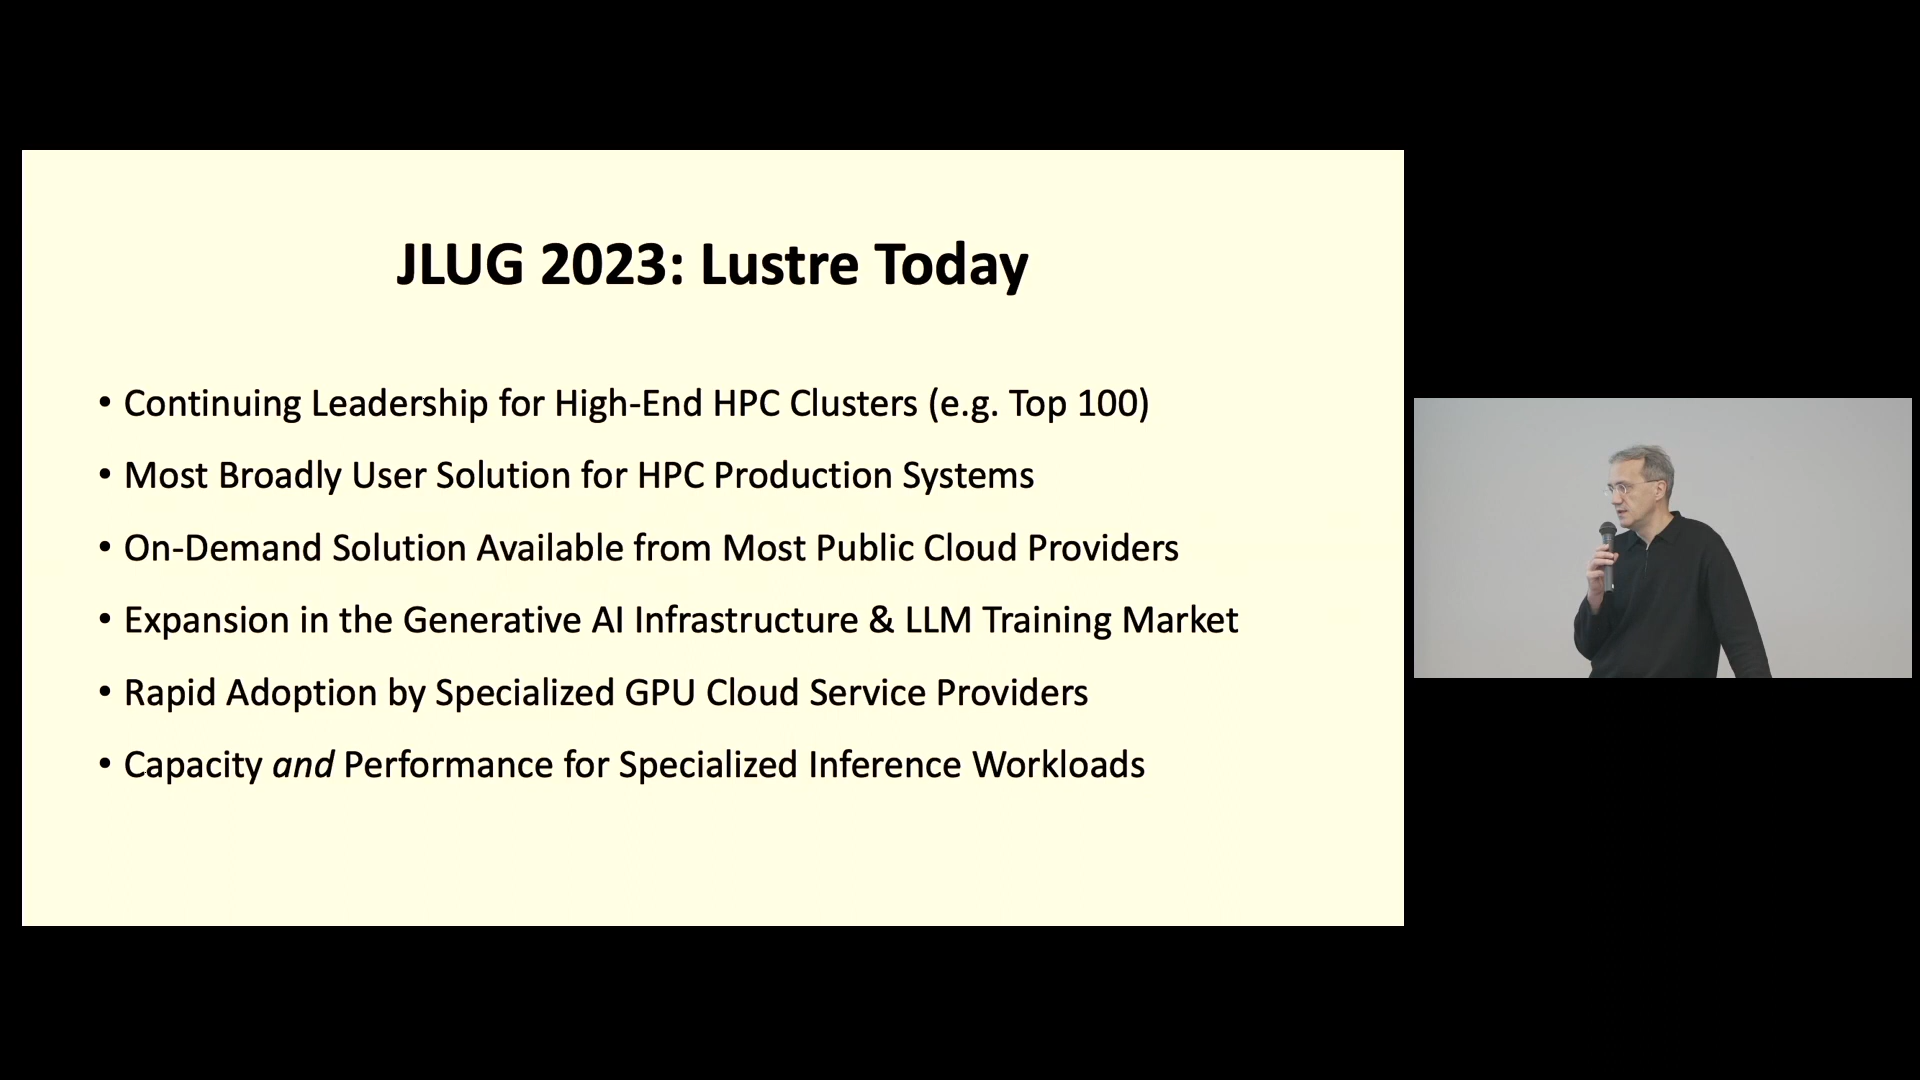 JLUG 2023: Lustre Today
• Continuing Leadership for High-End HPC Clusters (e.g. Top 100)
• Most Broadly User Solution for HPC Production Systems
• On-Demand Solution Available from Most Public Cloud Providers
• Expansion in the Generative AI Infrastructure & LLM Training Market
• Rapid Adoption by Specialized GPU Cloud Service Providers
• Capacity and Performance for Specialized Inference Workloads